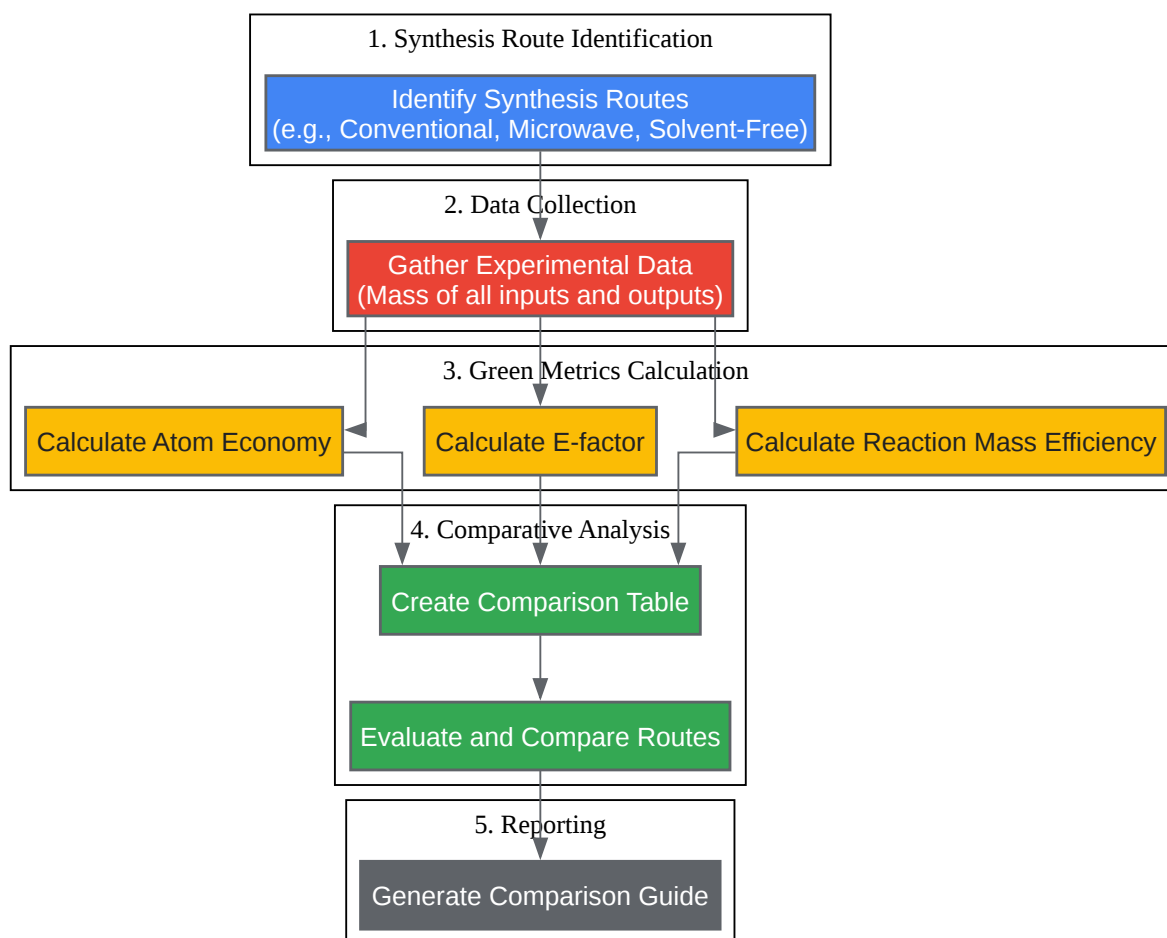 1. Synthesis Route Identification
Identify Synthesis Routes
(e.g., Conventional, Microwave, Solvent-Free)
2. Data Collection
Gather Experimental Data
(Mass of all inputs and outputs)
3. Green Metrics Calculation
Calculate Atom Economy
Calculate E-factor
Calculate Reaction Mass Efficiency
4. Comparative Analysis
Create Comparison Table
Evaluate and Compare Routes
5. Reporting
Generate Comparison Guide